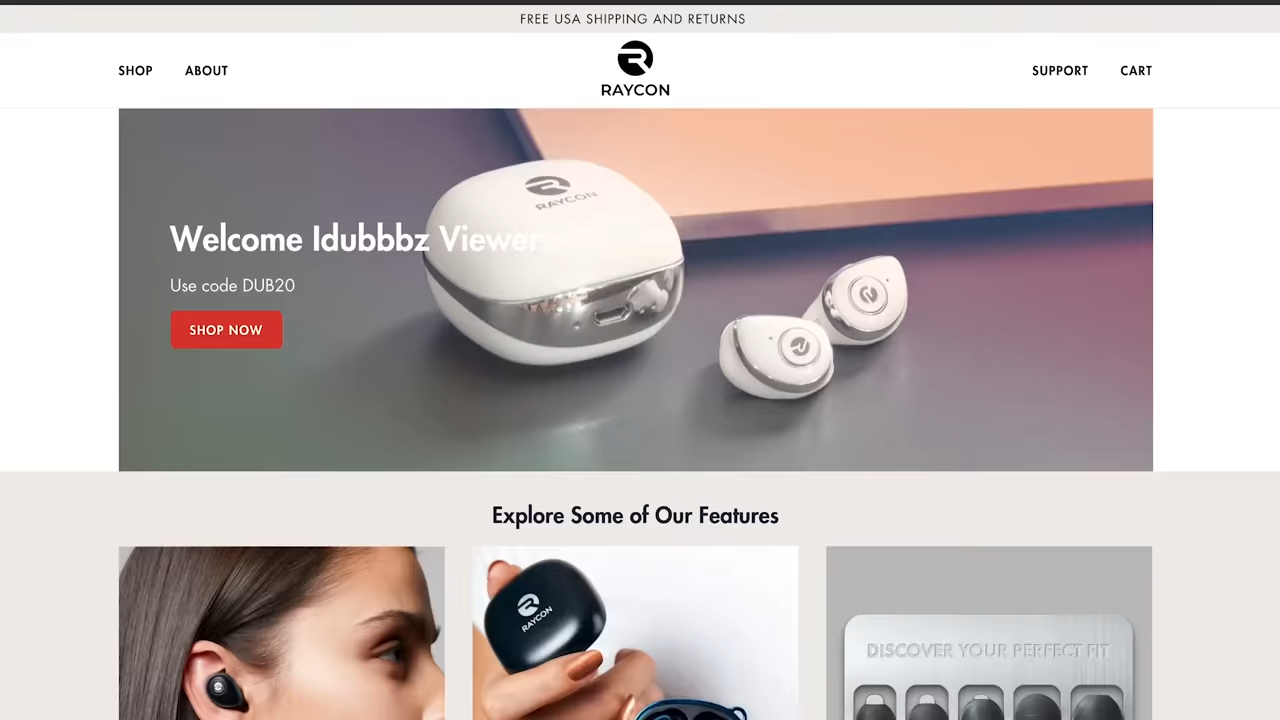 FREE USA SHIPPING AND RETURNS
SHOP
ABOUT
RAYCON
SUPPORT
CART
RAYCON
Welcome Idubbbz Viewers
Use code DUB20
SHOP NOW
Explore Some of Our Features
RAYCON
DISCOVER YOUR PERFECT FIT